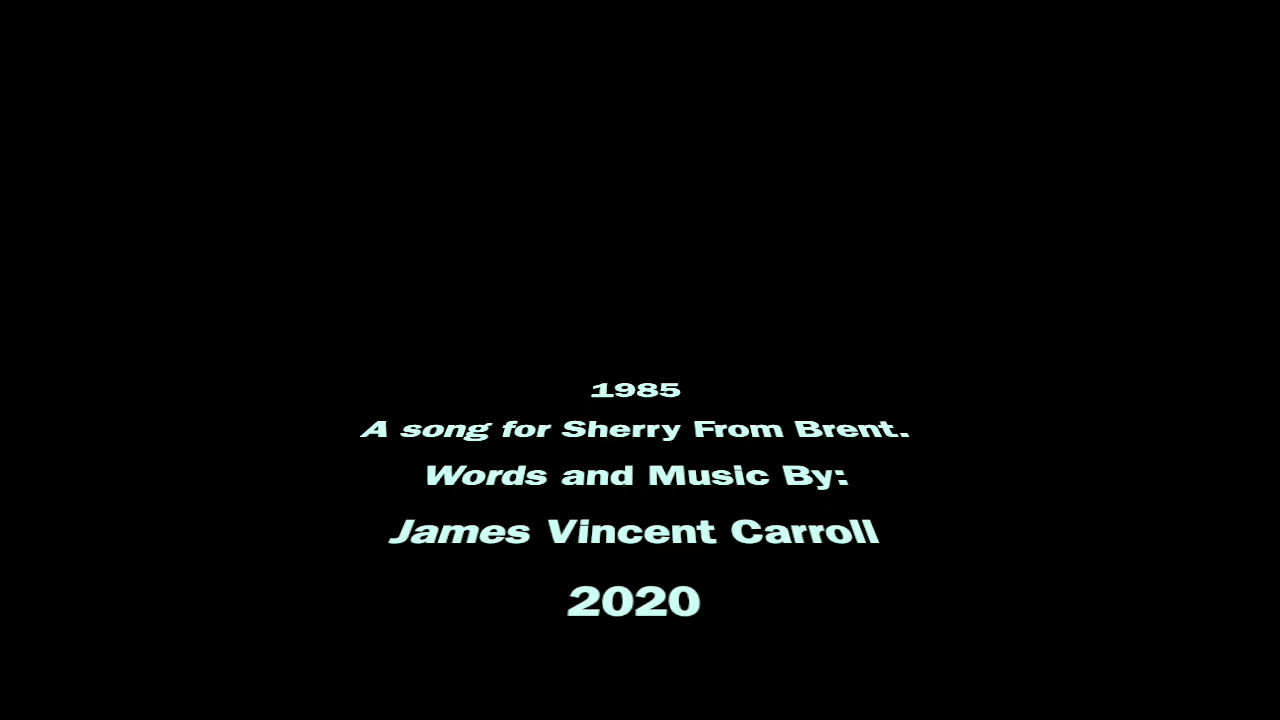 1985
A song for Sherry From Brent.
Words and Music By:
James Vincent Carroll
2020